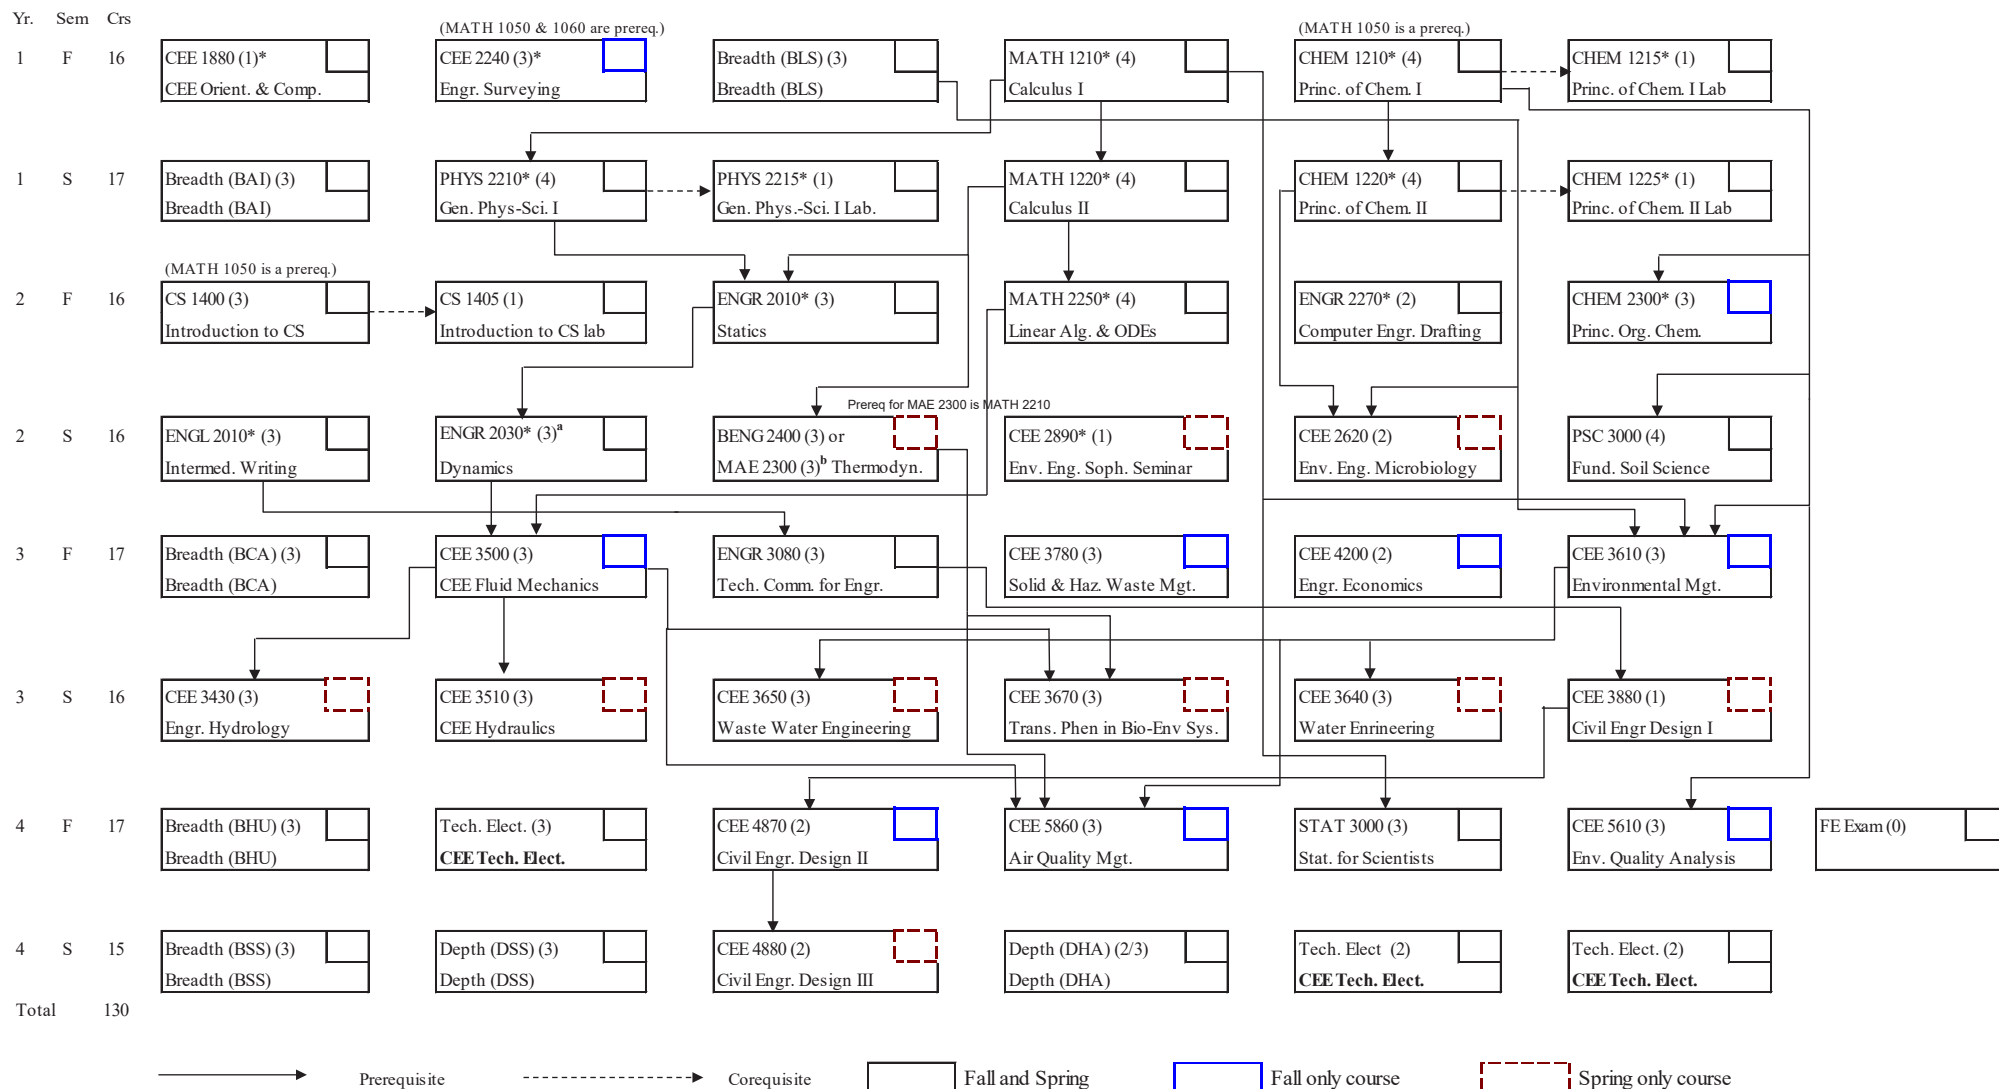 Yr. Sem Crs
(MATH 1050 & 1060 are prereq.)
(MATH 1050 is a prereq.)
1 F 16
CEE 1880 (1)*
CEE Orient. & Comp.
CEE 2240 (3)*
Engr. Surveying
Breadth (BLS) (3)
Breadth (BLS)
MATH 1210* (4)
Calculus I
CHEM 1210* (4)
Princ. of Chem. I
CHEM 1215* (1)
Princ. of Chem. I Lab
1 S 17
Breadth (BAI) (3)
Breadth (BAI)
PHYS 2210* (4)
Gen. Phys-Sci. I
PHYS 2215* (1)
Gen. Phys.-Sci. I Lab.
MATH 1220* (4)
Calculus II
CHEM 1220* (4)
Princ. of Chem. II
CHEM 1225* (1)
Princ. of Chem. II Lab
(MATH 1050 is a prereq.)
2 F 16
CS 1400 (3)
Introduction to CS
CS 1405 (1)
Introduction to CS lab
ENGR 2010* (3)
Statics
MATH 2250* (4)
Linear Alg. & ODEs
ENGR 2270* (2)
Computer Engr. Drafting
CHEM 2300* (3)
Princ. Org. Chem.
Prereq for MAE 2300 is MATH 2210
2 S 16
ENGL 2010* (3)
Intermed. Writing
ENGR 2030* (3)a
Dynamics
BENG 2400 (3) or
MAE 2300 (3)b Thermodyn.
CEE 2890* (1)
Env. Eng. Soph. Seminar
CEE 2620 (2)
Env. Eng. Microbiology
PSC 3000 (4)
Fund. Soil Science
3 F 17
Breadth (BCA) (3)
Breadth (BCA)
CEE 3500 (3)
CEE Fluid Mechanics
ENGR 3080 (3)
Tech. Comm. for Engr.
CEE 3780 (3)
Solid & Haz. Waste Mgt.
CEE 4200 (2)
Engr. Economics
CEE 3610 (3)
Environmental Mgt.
3 S 16
CEE 3430 (3)
Engr. Hydrology
CEE 3510 (3)
CEE Hydraulics
CEE 3650 (3)
Waste Water Engineering
CEE 3670 (3)
Trans. Phen in Bio-Env Sys.
CEE 3640 (3)
Water Enrineering
CEE 3880 (1)
Civil Engr Design I
4 F 17
Breadth (BHU) (3)
Breadth (BHU)
Tech. Elect. (3)
CEE Tech. Elect.
CEE 4870 (2)
Civil Engr. Design II
CEE 5860 (3)
Air Quality Mgt.
STAT 3000 (3)
Stat. for Scientists
CEE 5610 (3)
Env. Quality Analysis
FE Exam (0)
4 S 15
Breadth (BSS) (3)
Breadth (BSS)
Depth (DSS) (3)
Depth (DSS)
CEE 4880 (2)
Civil Engr. Design III
Depth (DHA) (2/3)
Depth (DHA)
Tech. Elect (2)
CEE Tech. Elect.
Tech. Elect. (2)
CEE Tech. Elect.
Total 130
Prerequisite
Corequisite
Fall and Spring
Fall only course
Spring only course